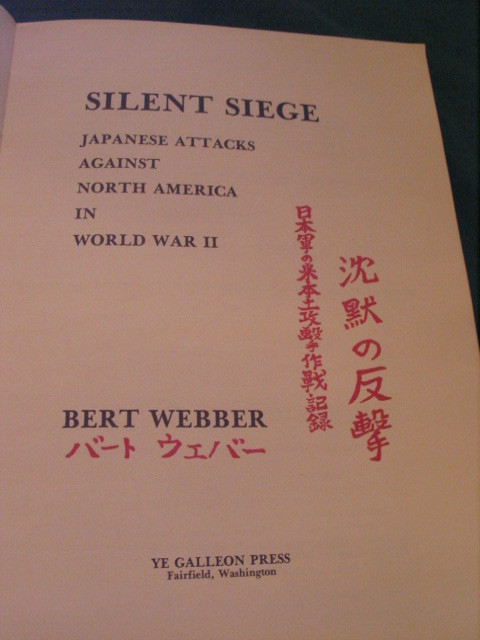 SILENT SIEGE
JAPANESE ATTACKS
AGAINST
NORTH AMERICA
IN
WORLD WAR II
沈黙の反撃
日本軍の米本土攻撃作戦記録
BERT WEBBER
バート ウェバー
YE GALLEON PRESS
Fairfield, Washington